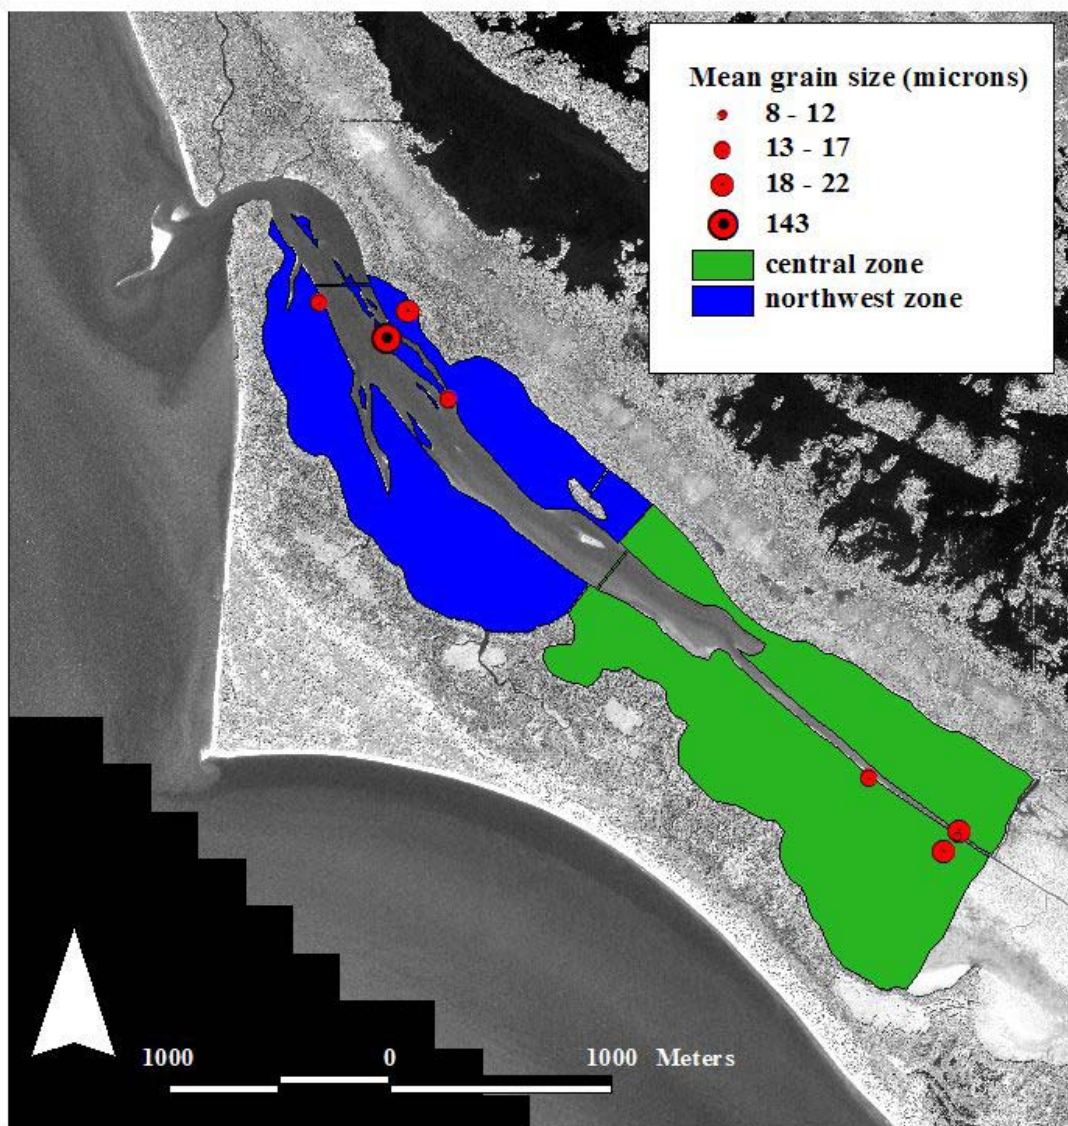 Mean grain size (microns)
8 - 12
13 - 17
18 - 22
143
central zone
northwest zone
1000 0 1000 Meters